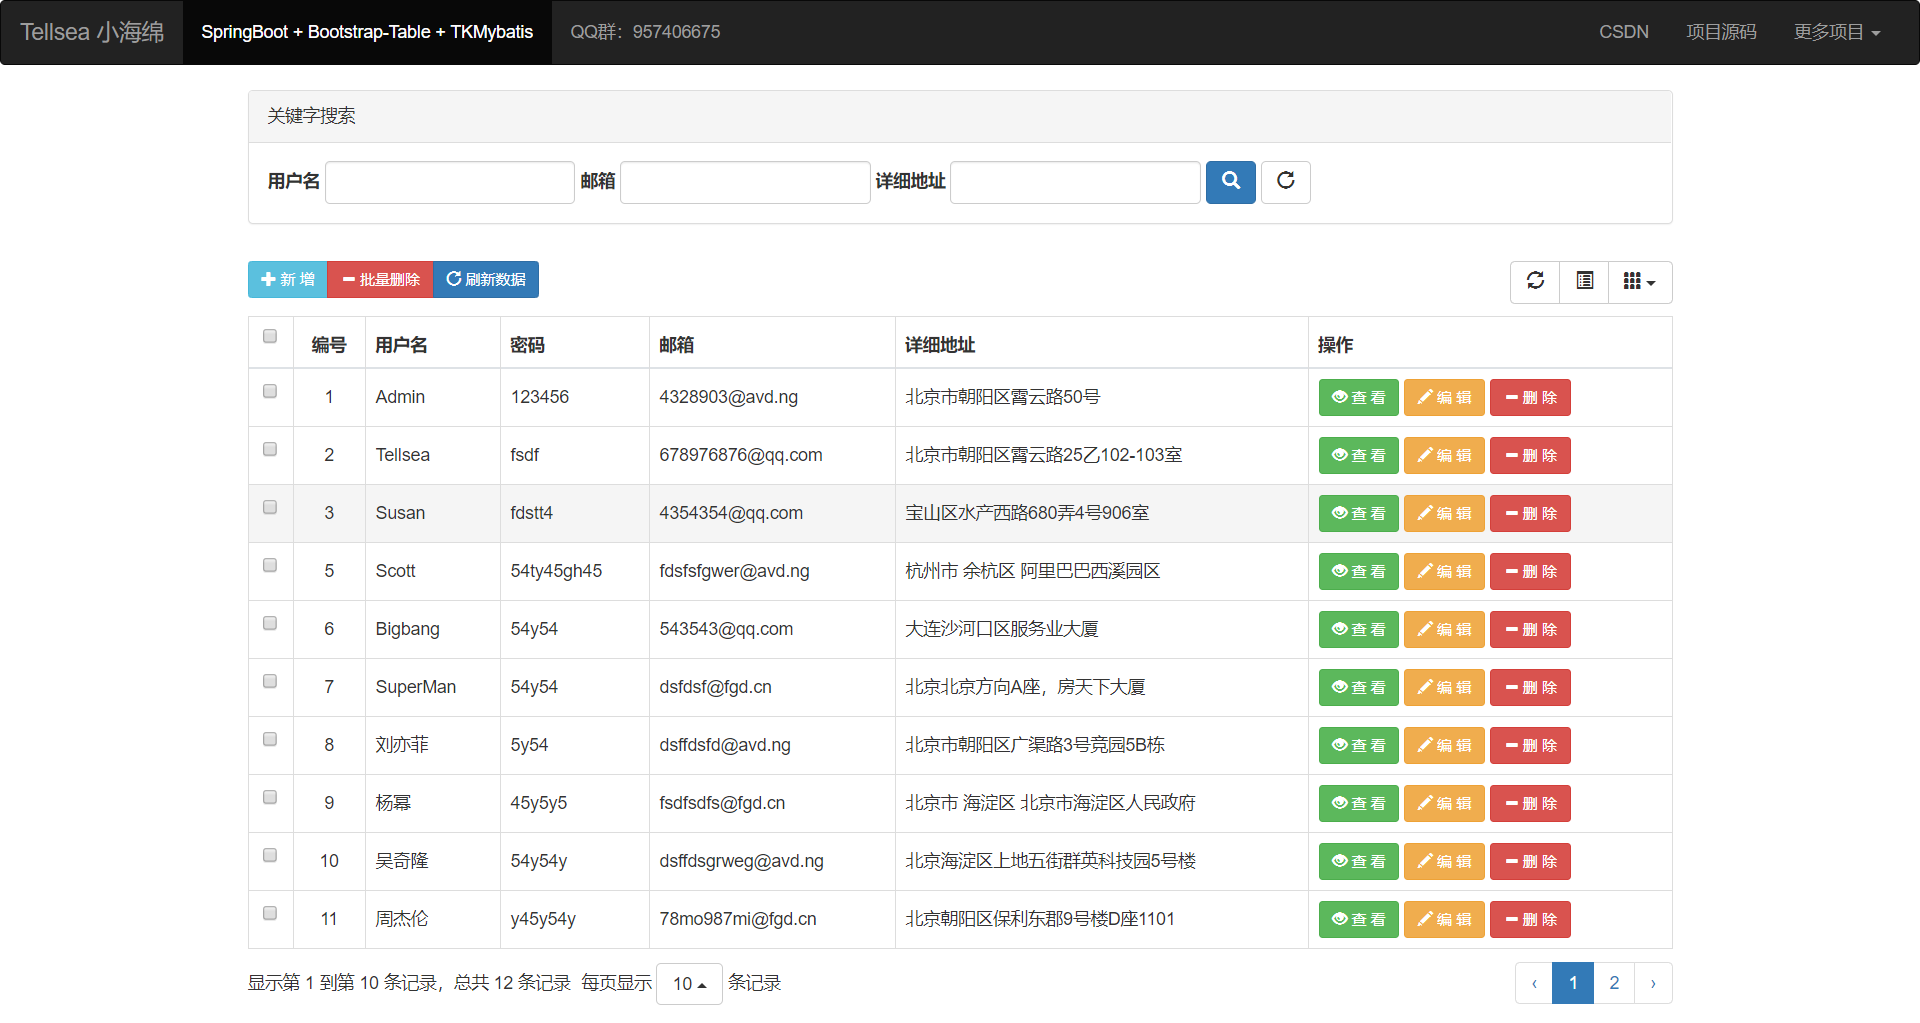 Tellsea 小海绵 SpringBoot + Bootstrap-Table + TKMybatis QQ群：957406675 CSDN 项目源码 更多项目
关键字搜索
用户名 邮箱 详细地址
新 增 批量删除 刷新数据
编号 用户名 密码 邮箱 详细地址 操作
1 Admin 123456 4328903@avd.ng 北京市朝阳区霄云路50号 查 看 编 辑 删 除
2 Tellsea fsdf 678976876@qq.com 北京市朝阳区霄云路25乙102-103室 查 看 编 辑 删 除
3 Susan fdstt4 4354354@qq.com 宝山区水产西路680弄4号906室 查 看 编 辑 删 除
5 Scott 54ty45gh45 fdsfsfgwer@avd.ng 杭州市 余杭区 阿里巴巴西溪园区 查 看 编 辑 删 除
6 Bigbang 54y54 543543@qq.com 大连沙河口区服务业大厦 查 看 编 辑 删 除
7 SuperMan 54y54 dsfdsf@fgd.cn 北京北京方向A座，房天下大厦 查 看 编 辑 删 除
8 刘亦菲 5y54 dsffdsfd@avd.ng 北京市朝阳区广渠路3号竞园5B栋 查 看 编 辑 删 除
9 杨幂 45y5y5 fsdfsdfs@fgd.cn 北京市 海淀区 北京市海淀区人民政府 查 看 编 辑 删 除
10 吴奇隆 54y54y dsffdsgrweg@avd.ng 北京海淀区上地五街群英科技园5号楼 查 看 编 辑 删 除
11 周杰伦 y45y54y 78mo987mi@fgd.cn 北京朝阳区保利东郡9号楼D座1101 查 看 编 辑 删 除
显示第 1 到第 10 条记录，总共 12 条记录 每页显示 10 条记录 ‹ 1 2 ›